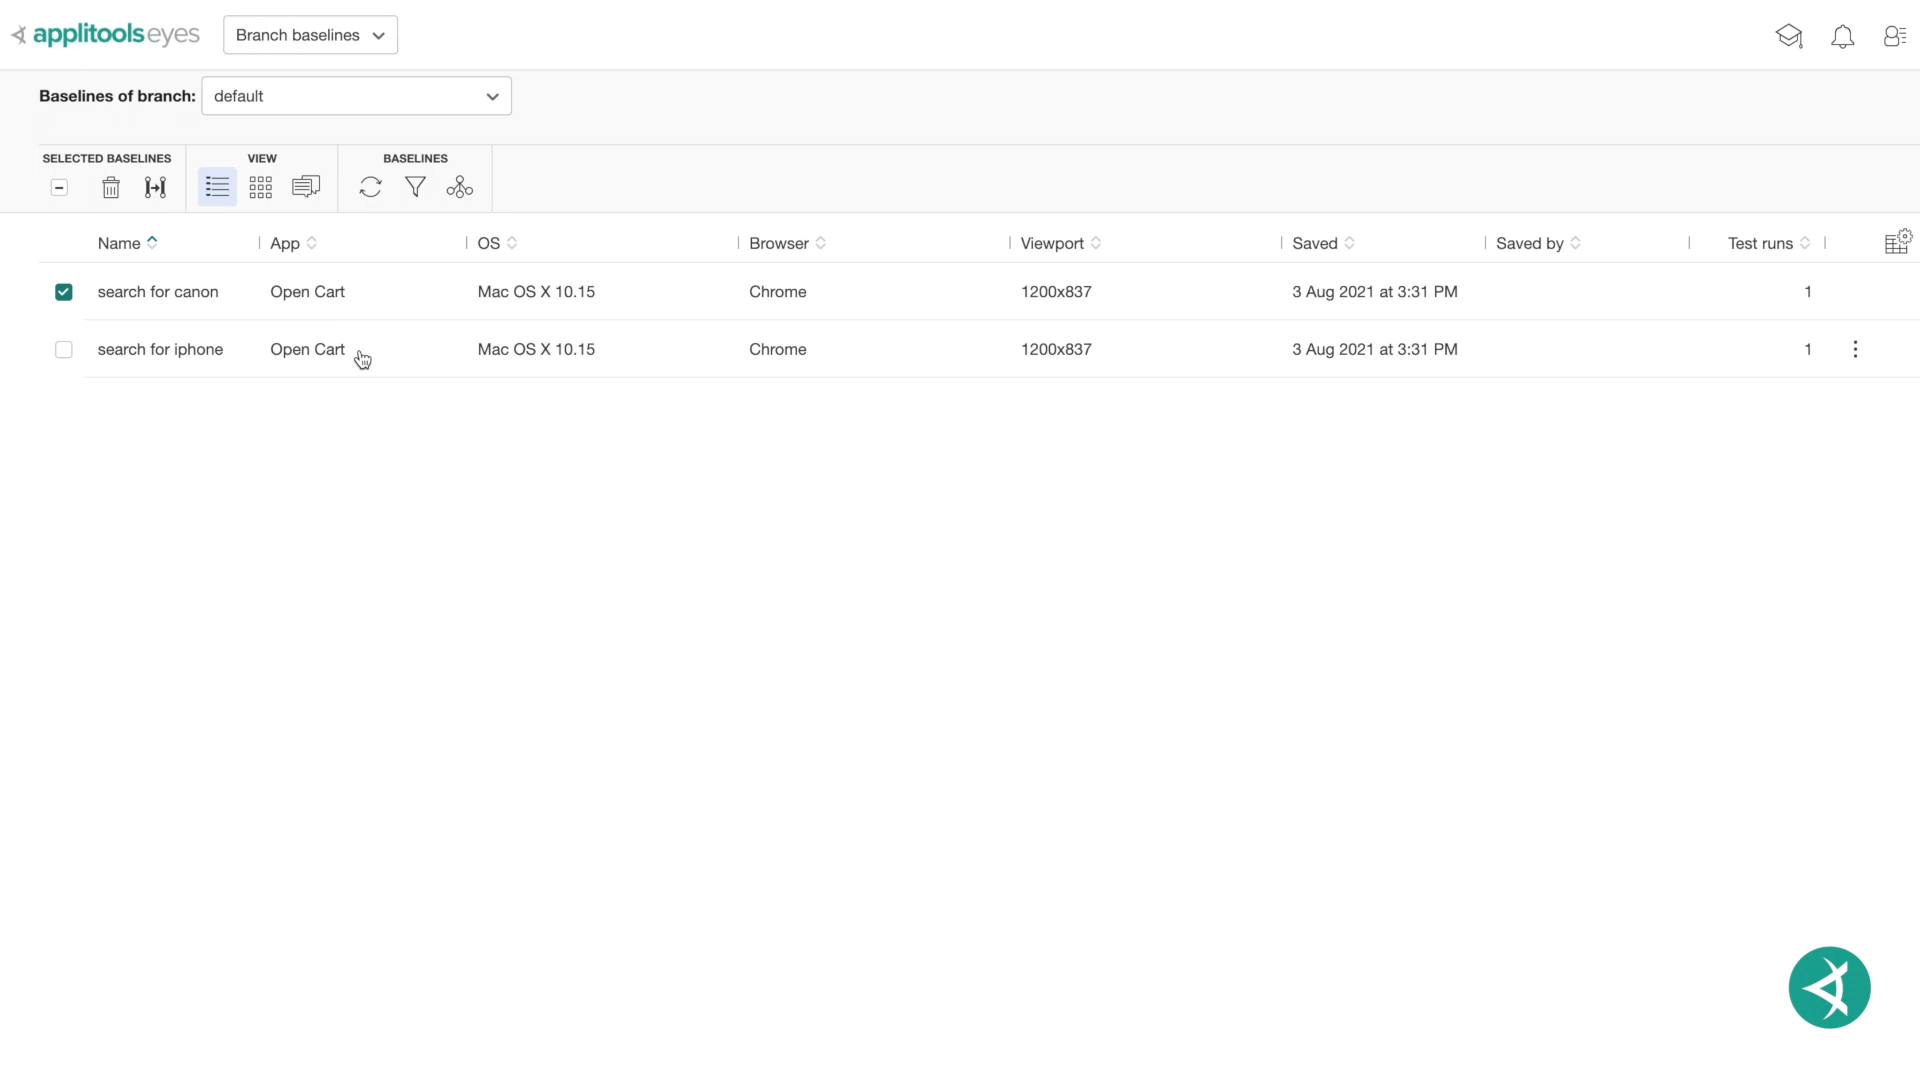 applitools eyes Branch baselines
Baselines of branch: default
SELECTED BASELINES VIEW BASELINES
Name App OS Browser Viewport Saved Saved by Test runs
search for canon Open Cart Mac OS X 10.15 Chrome 1200x837 3 Aug 2021 at 3:31 PM 1
search for iphone Open Cart Mac OS X 10.15 Chrome 1200x837 3 Aug 2021 at 3:31 PM 1